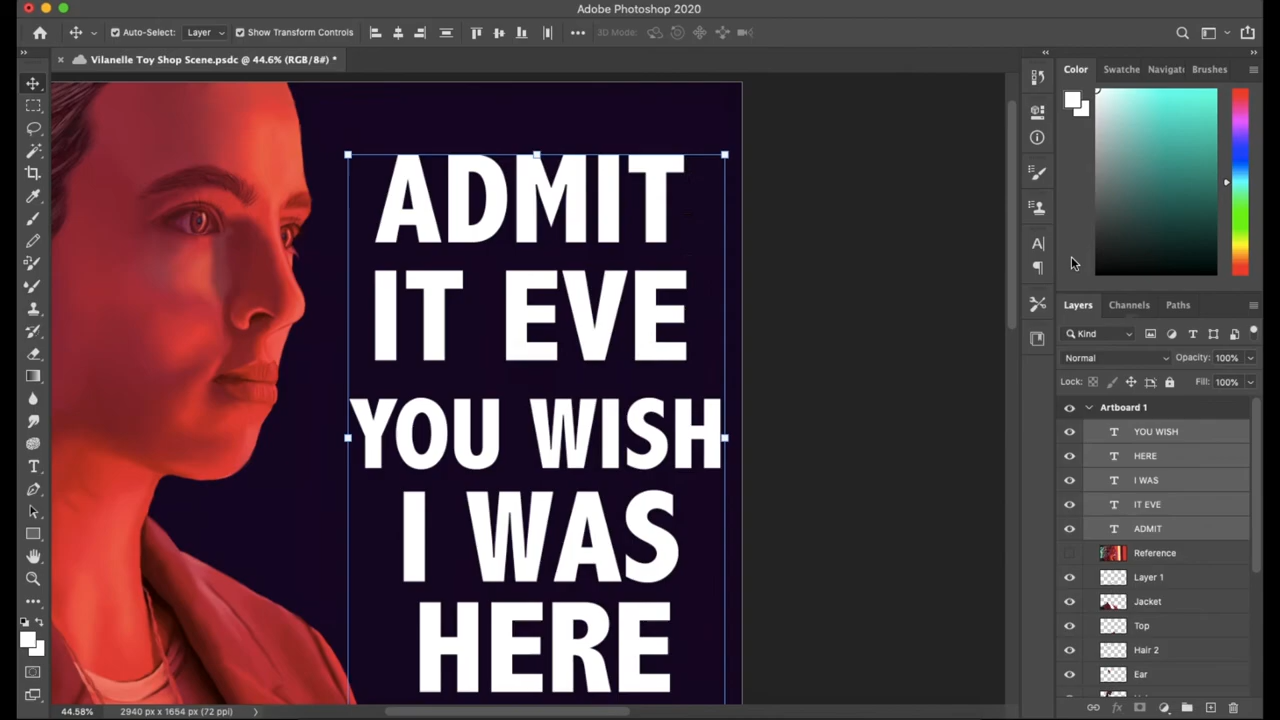 Adobe Photoshop 2020
Auto-Select: Layer Show Transform Controls 3D Mode:
Vilanelle Toy Shop Scene.psdc @ 44.6% (RGB/8#) *
Color Swatche Navigat Brushes
ADMIT
IT EVE
YOU WISH
I WAS
HERE
Layers Channels Paths
Kind
Normal Opacity: 100%
Lock: Fill: 100%
Artboard 1
T YOU WISH
T HERE
T I WAS
T IT EVE
T ADMIT
Reference
Layer 1
Jacket
Top
Hair 2
Ear
44.58% 2940 px x 1654 px (72 ppi)